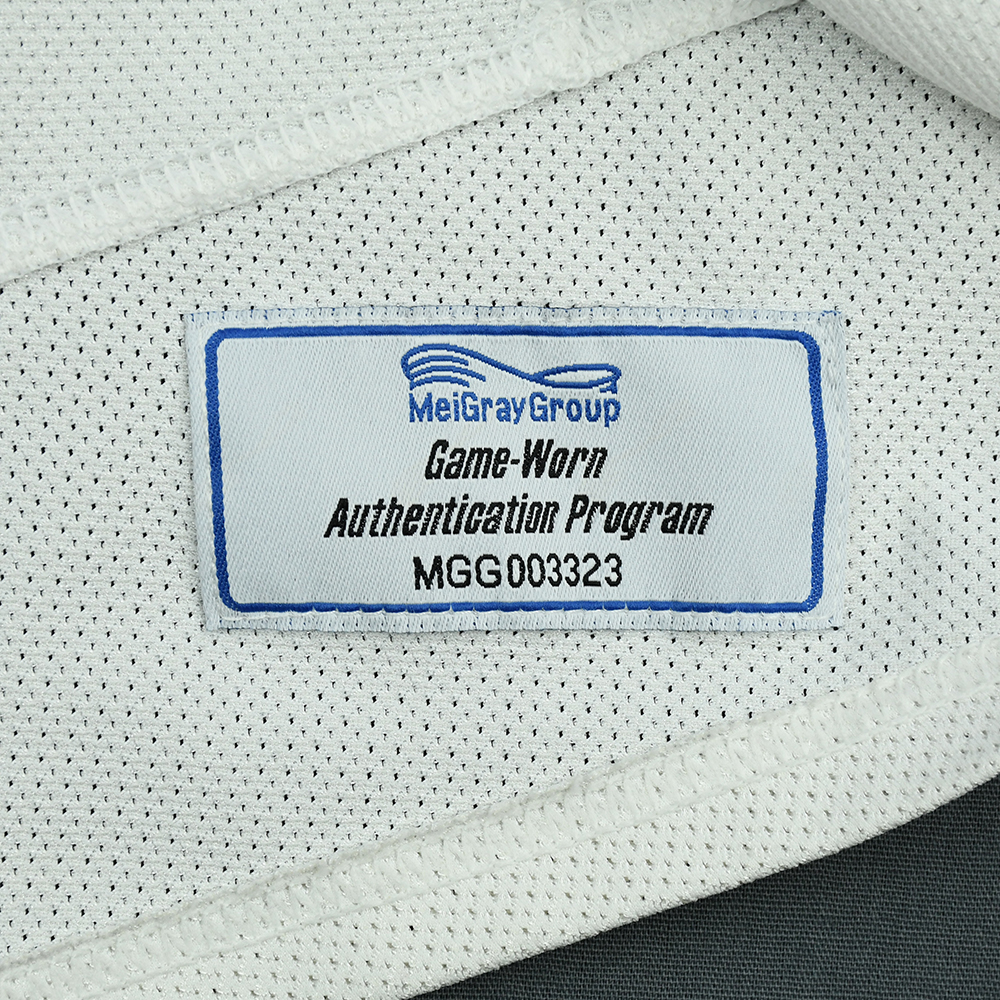 MeiGrayGroup
Game-Worn
Authentication Program
MGG003323